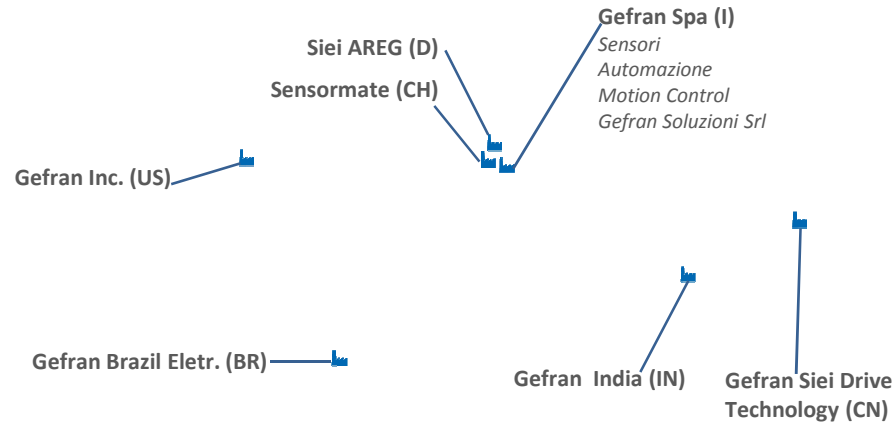 Gefran Spa (I)
Sensori
Automazione
Motion Control
Gefran Soluzioni Srl
Siei AREG (D)
Sensormate (CH)
Gefran Inc. (US)
Gefran Brazil Eletr. (BR)
Gefran India (IN)
Gefran Siei Drive
Technology (CN)